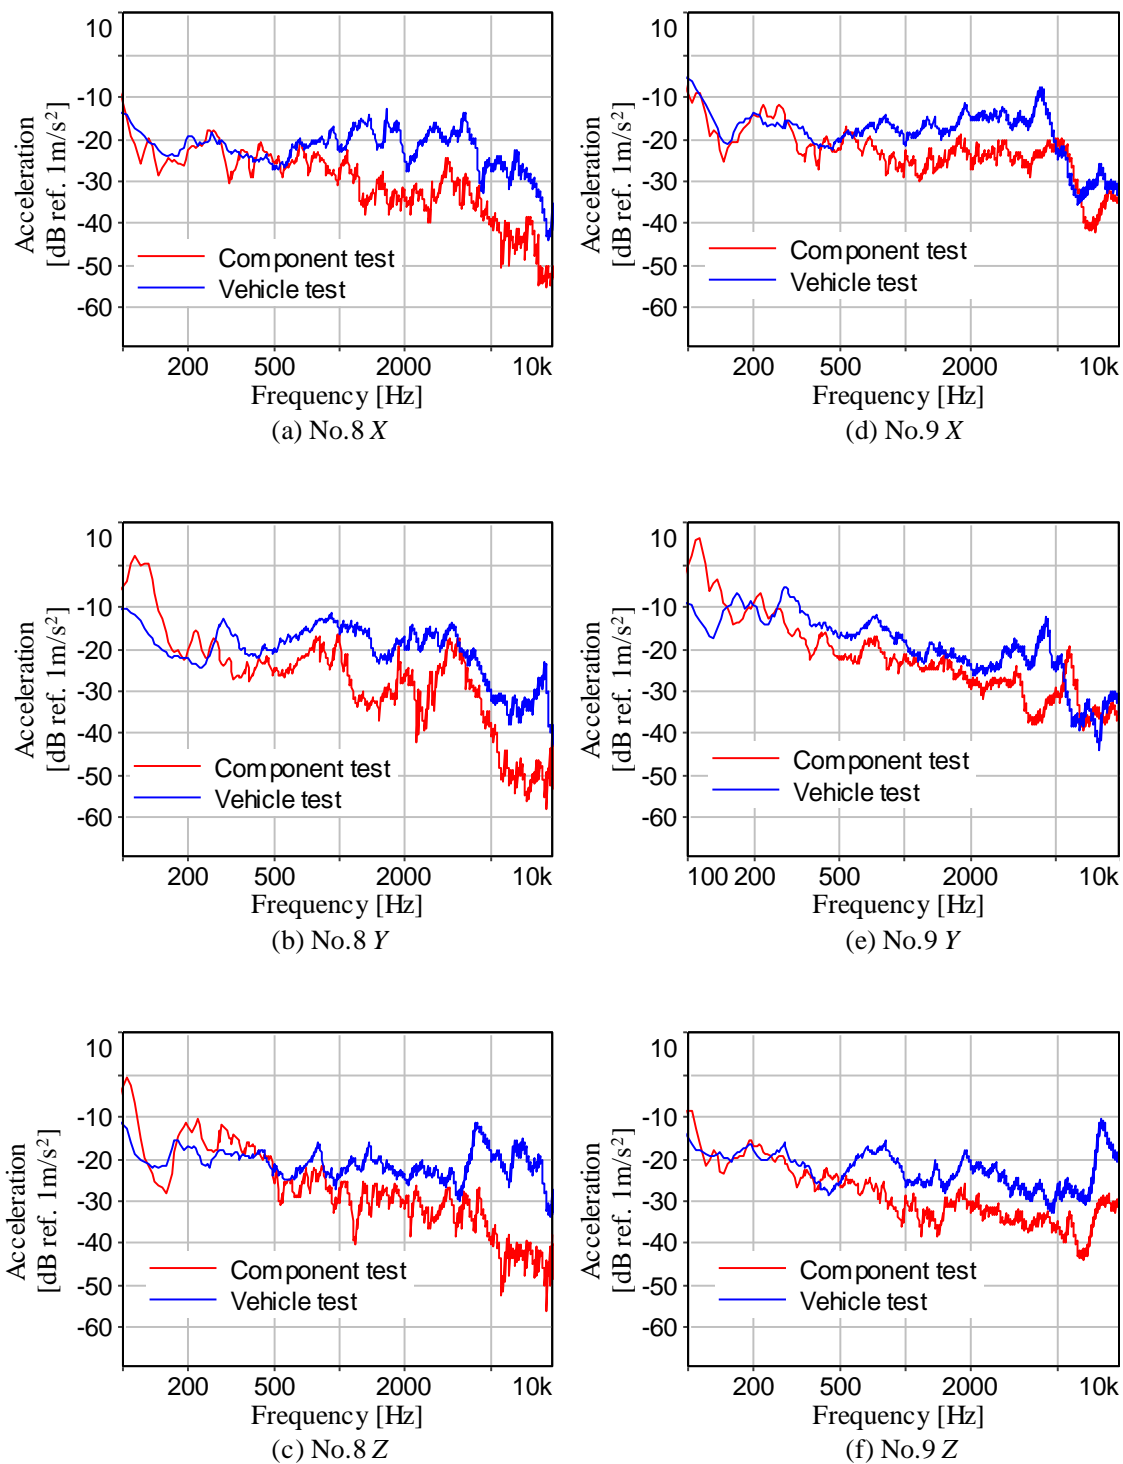 10
-10
-20
-30
-40
-50
-60
Acceleration
[dB ref. 1m/s²]
Component test
Vehicle test
200 500 2000 10k
Frequency [Hz]
(a) No.8 X
10
-10
-20
-30
-40
-50
-60
Acceleration
[dB ref. 1m/s²]
Component test
Vehicle test
200 500 2000 10k
Frequency [Hz]
(d) No.9 X
10
-10
-20
-30
-40
-50
-60
Acceleration
[dB ref. 1m/s²]
Component test
Vehicle test
200 500 2000 10k
Frequency [Hz]
(b) No.8 Y
10
-10
-20
-30
-40
-50
-60
Acceleration
[dB ref. 1m/s²]
Component test
Vehicle test
100 200 500 2000 10k
Frequency [Hz]
(e) No.9 Y
10
-10
-20
-30
-40
-50
-60
Acceleration
[dB ref. 1m/s²]
Component test
Vehicle test
200 500 2000 10k
Frequency [Hz]
(c) No.8 Z
10
-10
-20
-30
-40
-50
-60
Acceleration
[dB ref. 1m/s²]
Component test
Vehicle test
200 500 2000 10k
Frequency [Hz]
(f) No.9 Z